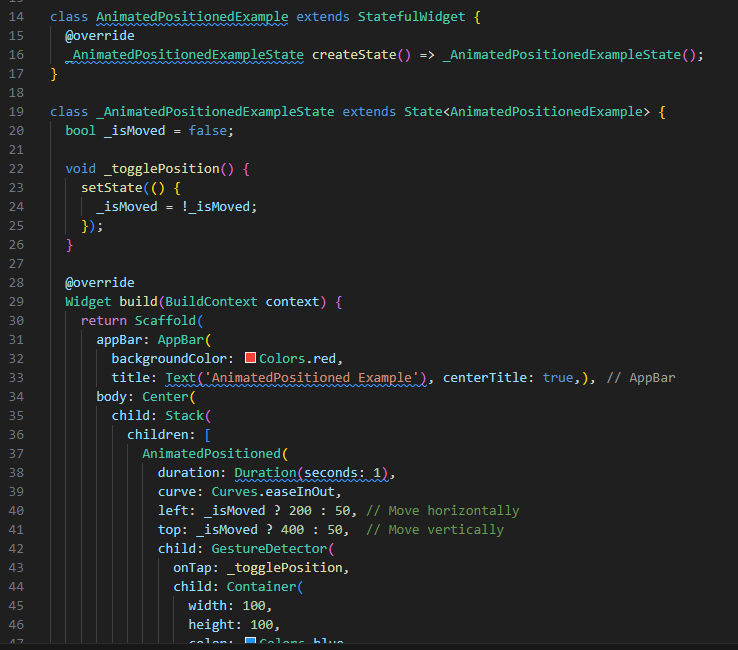 14 class AnimatedPositionedExample extends StatefulWidget {
15   @override
16   _AnimatedPositionedExampleState createState() => _AnimatedPositionedExampleState();
17 }
18
19 class _AnimatedPositionedExampleState extends State<AnimatedPositionedExample> {
20   bool _isMoved = false;
21
22   void _togglePosition() {
23     setState(() {
24       _isMoved = !_isMoved;
25     });
26   }
27
28   @override
29   Widget build(BuildContext context) {
30     return Scaffold(
31       appBar: AppBar(
32         backgroundColor: Colors.red,
33         title: Text('AnimatedPositioned Example'), centerTitle: true,), // AppBar
34       body: Center(
35         child: Stack(
36           children: [
37             AnimatedPositioned(
38               duration: Duration(seconds: 1),
39               curve: Curves.easeInOut,
40               left: _isMoved ? 200 : 50, // Move horizontally
41               top: _isMoved ? 400 : 50,  // Move vertically
42               child: GestureDetector(
43                 onTap: _togglePosition,
44                 child: Container(
45                   width: 100,
46                   height: 100,
47                   color: Colors.blue